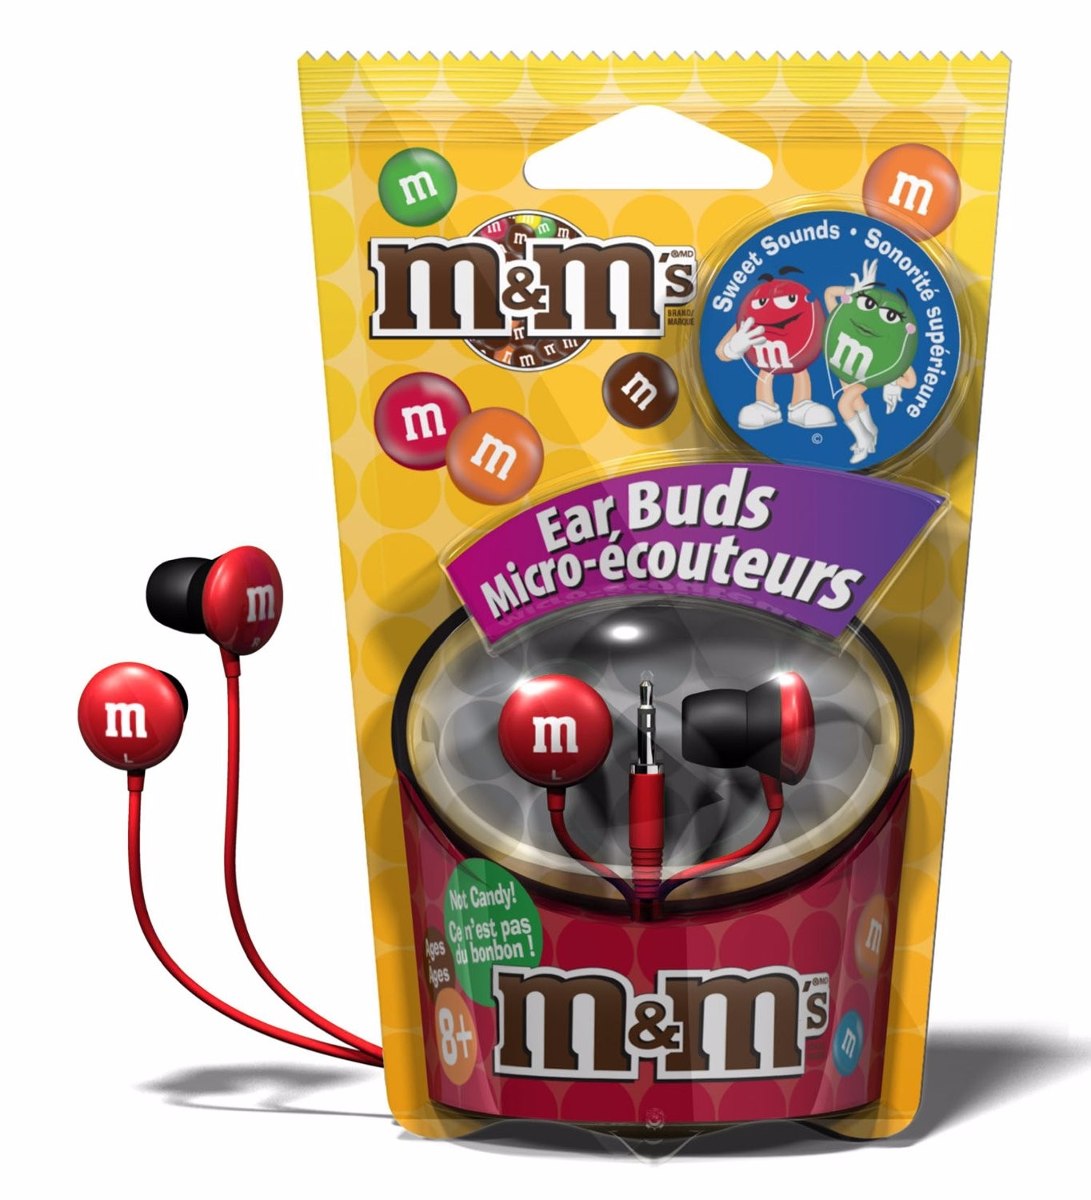 m
m
m&m's
®/MD
BRAND/
MARQUE
Sweet Sounds • Sonorité supérieure
m
m
©
m
m
m
Ear Buds
Micro-écouteurs
m
R
m
L
m
L
Not Candy!
Ce n'est pas
du bonbon !
Ages
Ages
8+
m
m&m's
®/MD
m